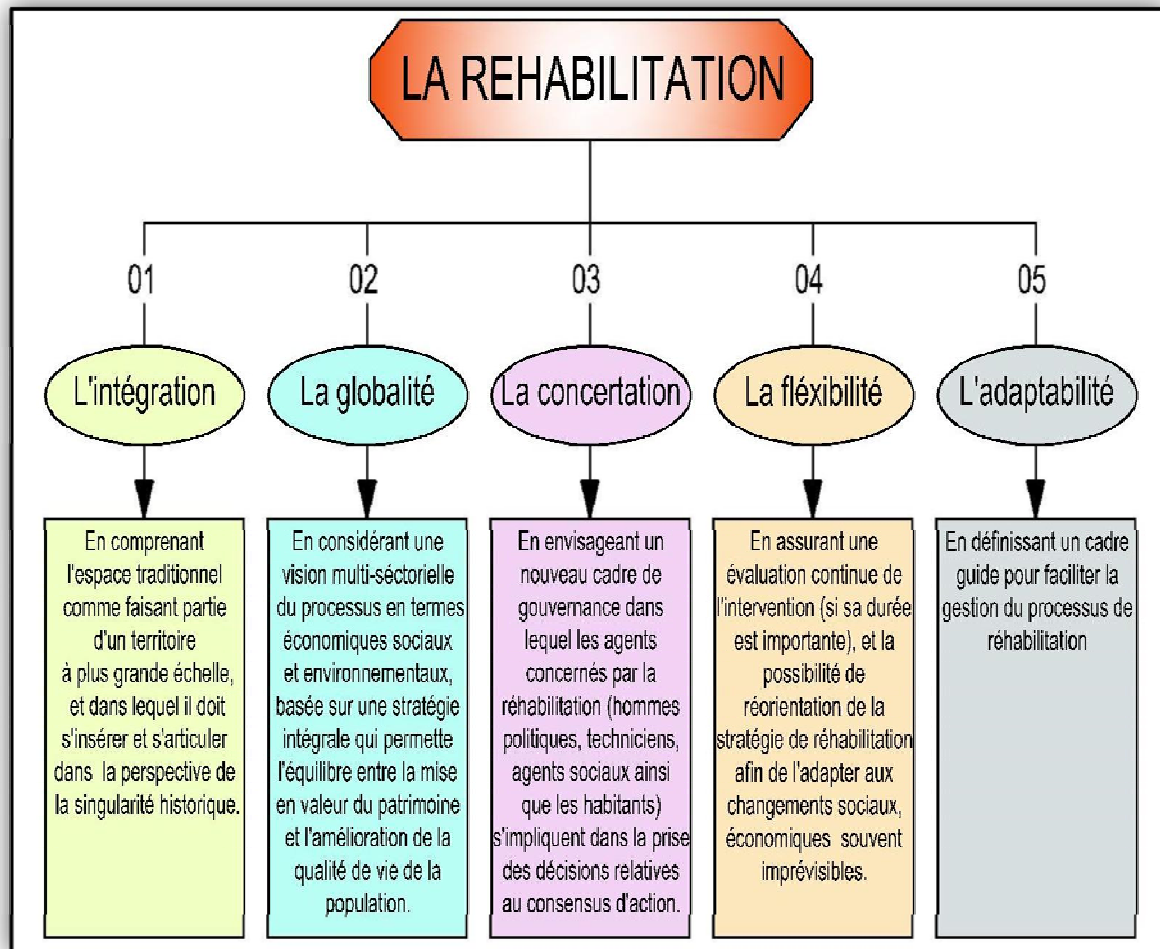 LA REHABILITATION
01
02
03
04
05
L'intégration
La globalité
La concertation
La fléxibilité
L'adaptabilité
En comprenant
l'espace traditionnel
comme faisant partie
d'un territoire
à plus grande échelle,
et dans lequel il doit
s'insérer et s'articuler
dans la perspective de
la singularité historique.
En considérant une
vision multi-séctorielle
du processus en termes
économiques sociaux
et environnementaux,
basée sur une stratégie
intégrale qui permette
l'équilibre entre la mise
en valeur du patrimoine
et l'amélioration de la
qualité de vie de la
population.
En envisageant un
nouveau cadre de
gouvernance dans
lequel les agents
concernés par la
réhabilitation (hommes
politiques, techniciens,
agents sociaux ainsi
que les habitants)
s'impliquent dans la prise
des décisions relatives
au consensus d'action.
En assurant une
évaluation continue de
l'intervention (si sa durée
est importante), et la
possibilité de
réorientation de la
stratégie de réhabilitation
afin de l'adapter aux
changements sociaux,
économiques souvent
imprévisibles.
En définissant un cadre
guide pour faciliter la
gestion du processus de
réhabilitation